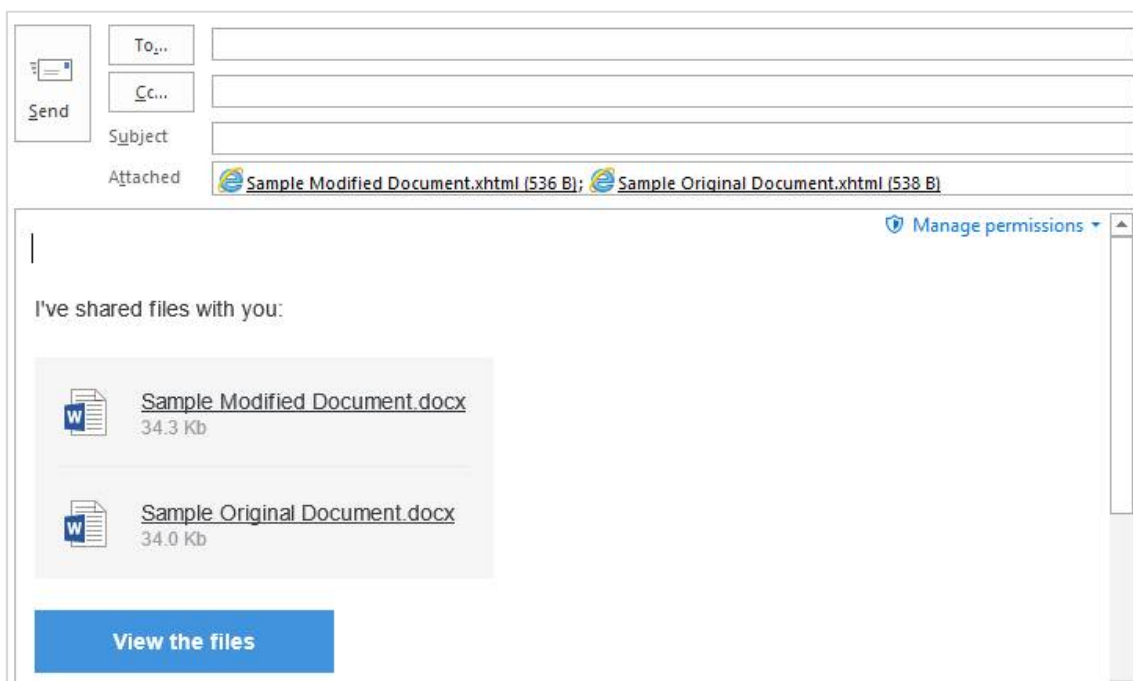 To...
Cc...
Send
Subject
Attached
Sample Modified Document.xhtml (536 B); Sample Original Document.xhtml (538 B)
Manage permissions
I've shared files with you:
W
Sample Modified Document.docx
34.3 Kb
W
Sample Original Document.docx
34.0 Kb
View the files